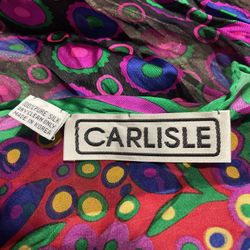 100% PURE SILK
DRY CLEAN ONLY
MADE IN KOREA
CARLISLE